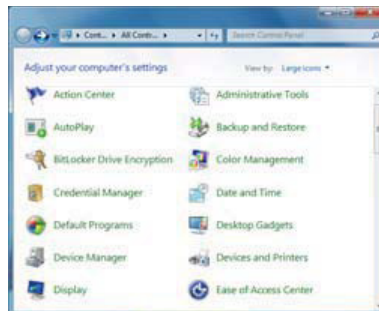 Cont... All Contr...
Search Control Panel
Adjust your computer's settings
View by: Large icons
Action Center
Administrative Tools
AutoPlay
Backup and Restore
BitLocker Drive Encryption
Color Management
Credential Manager
Date and Time
Default Programs
Desktop Gadgets
Device Manager
Devices and Printers
Display
Ease of Access Center